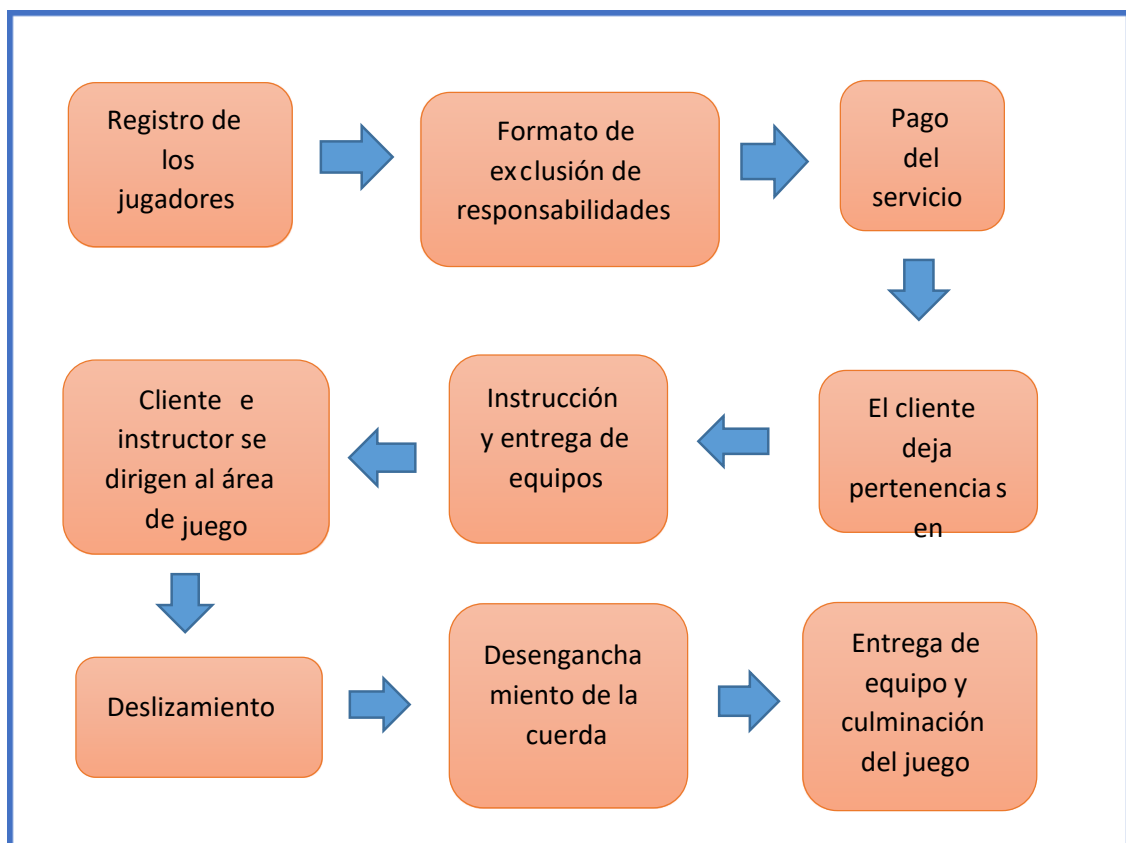 Registro de
los
jugadores
Formato de
exclusión de
responsabilidades
Pago
del
servicio
El cliente
deja
pertenencias
en
Instrucción
y entrega de
equipos
Cliente e
instructor se
dirigen al área
de juego
Deslizamiento
Desengancha
miento de la
cuerda
Entrega de
equipo y
culminación
del juego